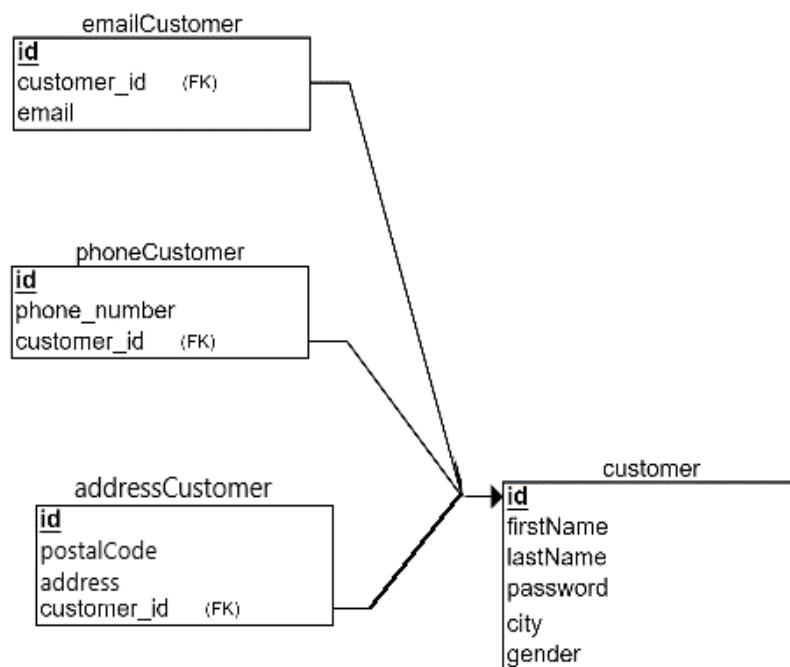 emailCustomer
id
customer_id (FK)
email
phoneCustomer
id
phone_number
customer_id (FK)
addressCustomer
id
postalCode
address
customer_id (FK)
customer
id
firstName
lastName
password
city
gender